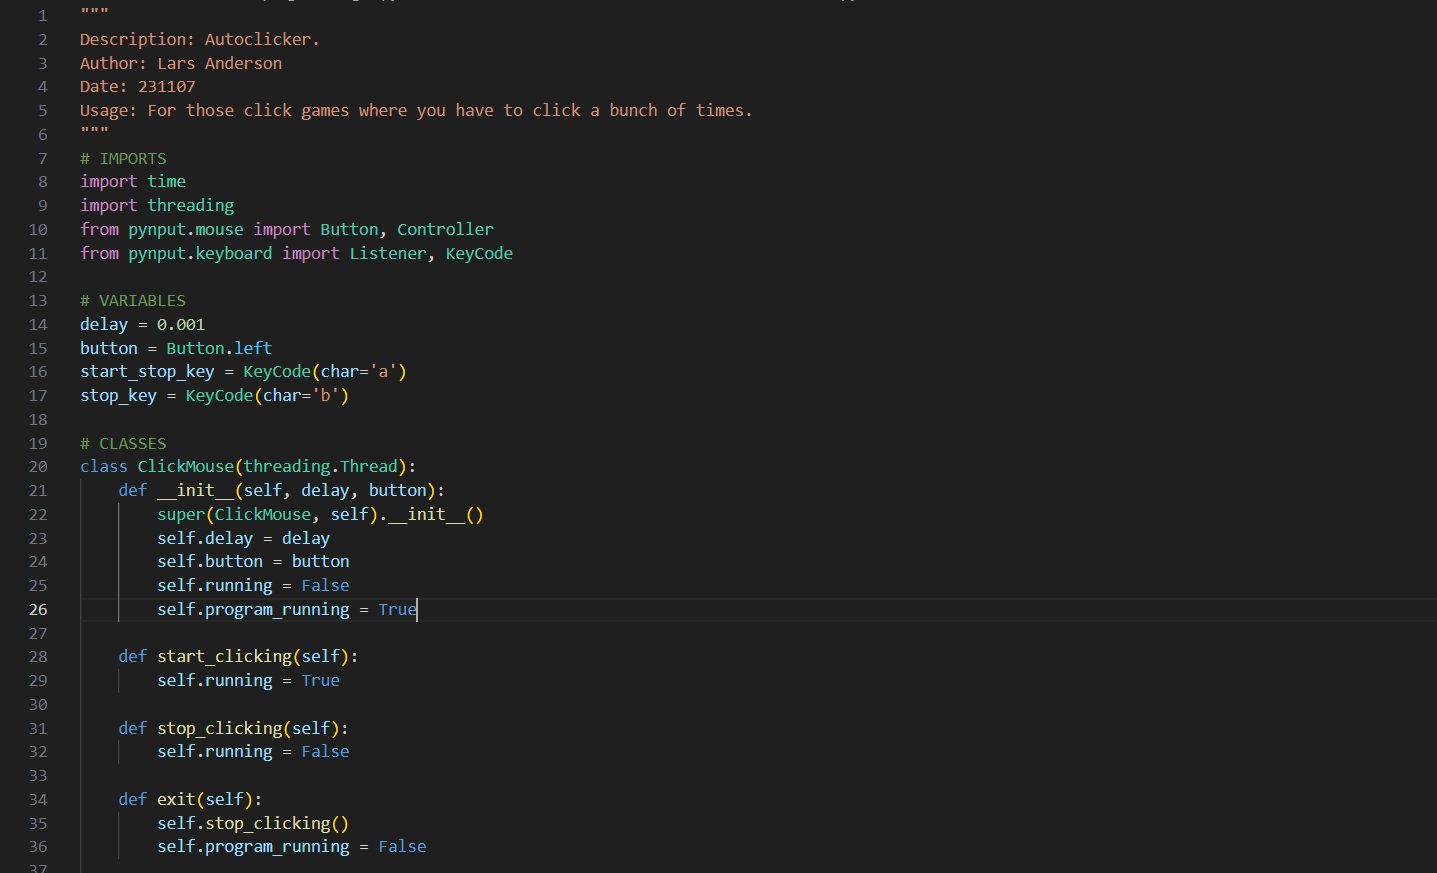 1 """
2 Description: Autoclicker.
3 Author: Lars Anderson
4 Date: 231107
5 Usage: For those click games where you have to click a bunch of times.
6 """
7 # IMPORTS
8 import time
9 import threading
10 from pynput.mouse import Button, Controller
11 from pynput.keyboard import Listener, KeyCode
12
13 # VARIABLES
14 delay = 0.001
15 button = Button.left
16 start_stop_key = KeyCode(char='a')
17 stop_key = KeyCode(char='b')
18
19 # CLASSES
20 class ClickMouse(threading.Thread):
21     def __init__(self, delay, button):
22         super(ClickMouse, self).__init__()
23         self.delay = delay
24         self.button = button
25         self.running = False
26         self.program_running = True
27
28     def start_clicking(self):
29         self.running = True
30
31     def stop_clicking(self):
32         self.running = False
33
34     def exit(self):
35         self.stop_clicking()
36         self.program_running = False
37